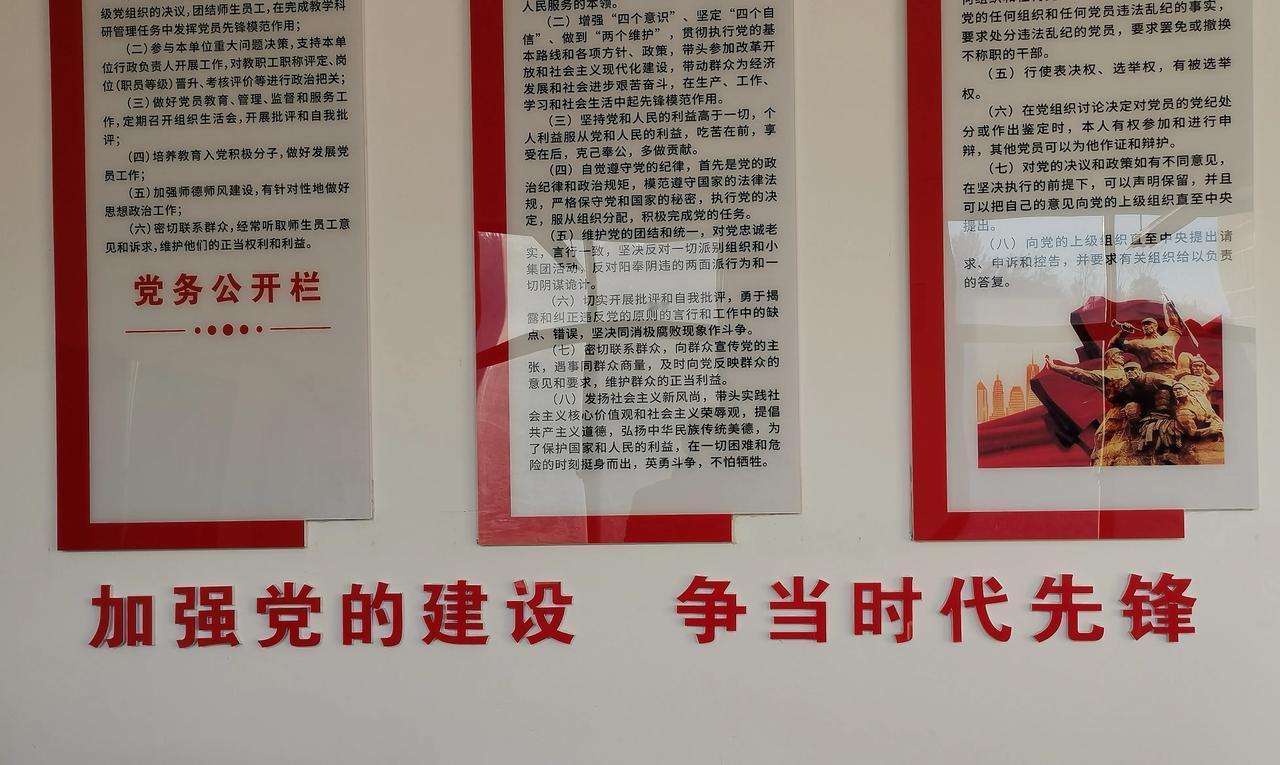 级党组织的决议，团结师生员工，在完成教学科
研管理任务中发挥党员先锋模范作用；
（二）参与本单位重大问题决策，支持本单
位行政负责人开展工作，对教职工职称评定、岗
位（职员等级）晋升、考核评价等进行政治把关；
（三）做好党员教育、管理、监督和服务工
作，定期召开组织生活会，开展批评和自我批
评；
（四）培养教育入党积极分子，做好发展党
员工作；
（五）加强师德师风建设，有针对性地做好
思想政治工作；
（六）密切联系群众，经常听取师生员工意
见和诉求，维护他们的正当权利和利益。
党务公开栏
人民服务的本领。
（二）增强“四个意识”、坚定“四个自
信”、做到“两个维护”，贯彻执行党的基
本路线和各项方针、政策，带头参加改革开
放和社会主义现代化建设，带动群众为经济
发展和社会进步艰苦奋斗，在生产、工作、
学习和社会生活中起先锋模范作用。
（三）坚持党和人民的利益高于一切，个
人利益服从党和人民的利益，吃苦在前，享
受在后，克己奉公，多做贡献。
（四）自觉遵守党的纪律，首先是党的政
治纪律和政治规矩，模范遵守国家的法律法
规，严格保守党和国家的秘密，执行党的决
定，服从组织分配，积极完成党的任务。
（五）维护党的团结和统一，对党忠诚老
实，言行一致，坚决反对一切派别组织和小
集团活动，反对阳奉阴违的两面派行为和一
切阴谋诡计。
（六）切实开展批评和自我批评，勇于揭
露和纠正违反党的原则的言行和工作中的缺
点、错误，坚决同消极腐败现象作斗争。
（七）密切联系群众，向群众宣传党的主
张，遇事同群众商量，及时向党反映群众的
意见和要求，维护群众的正当利益。
（八）发扬社会主义新风尚，带头实践社
会主义核心价值观和社会主义荣辱观，提倡
共产主义道德，弘扬中华民族传统美德，为
了保护国家和人民的利益，在一切困难和危
险的时刻挺身而出，英勇斗争，不怕牺牲。
党的任何组织和任何党员违法乱纪的事实，
要求处分违法乱纪的党员，要求罢免或撤换
不称职的干部。
（五）行使表决权、选举权，有被选举
权。
（六）在党组织讨论决定对党员的党纪处
分或作出鉴定时，本人有权参加和进行申
辩，其他党员可以为他作证和辩护。
（七）对党的决议和政策如有不同意见，
在坚决执行的前提下，可以声明保留，并且
可以把自己的意见向党的上级组织直至中央
提出。
（八）向党的上级组织直至中央提出请
求、申诉和控告，并要求有关组织给以负责
的答复。
加强党的建设 争当时代先锋